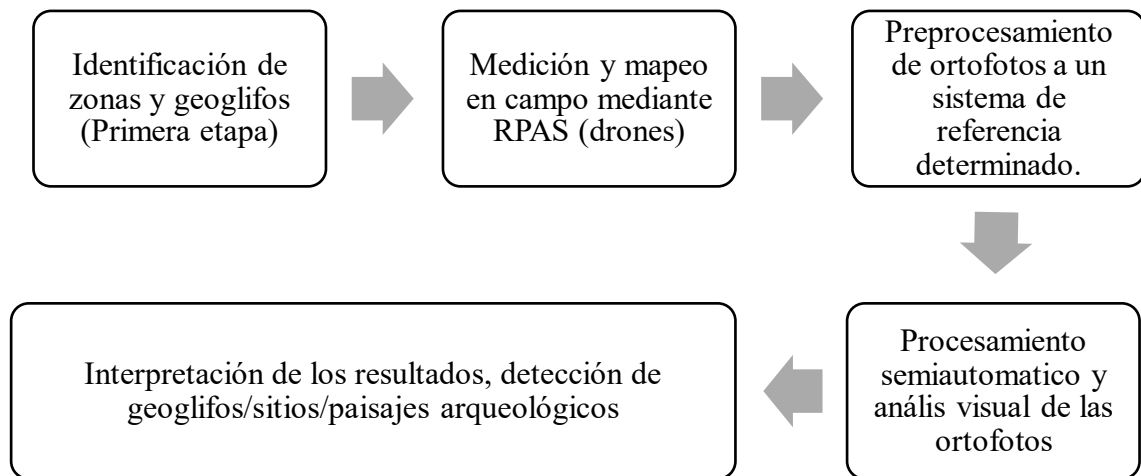 Identificación de
zonas y geoglifos
(Primera etapa)
Medición y mapeo
en campo mediante
RPAS (drones)
Preprocesamiento
de ortofotos a un
sistema de
referencia
determinado.
Procesamiento
semiautomatico y
anális visual de las
ortofotos
Interpretación de los resultados, detección de
geoglifos/sitios/paisajes arqueológicos